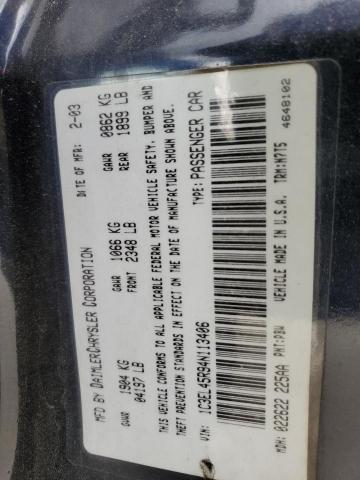 MFD BY DAIMLERCHRYSLER CORPORATION DATE OF MFR: 2-03
GVWR GAWR GAWR
1904 KG 1066 KG 0862 KG
04197 LB FRONT 2348 LB REAR 1899 LB
THIS VEHICLE CONFORMS TO ALL APPLICABLE FEDERAL MOTOR VEHICLE SAFETY, BUMPER AND
THEFT PREVENTION STANDARDS IN EFFECT ON THE DATE OF MANUFACTURE SHOWN ABOVE.
VIN: 1C3EL45R94N113406 TYPE: PASSENGER CAR
MDH: 022622 225AA PNT:PBW VEHICLE MADE IN U.S.A. TRM:M7T5
4648102